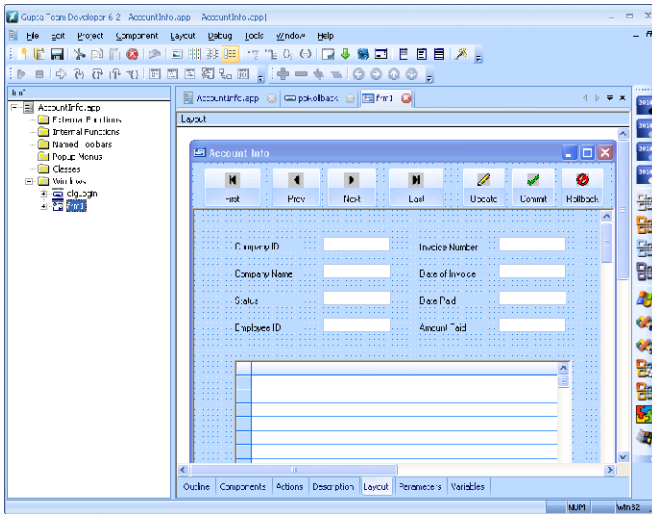 Gupta Team Developer 6 2 AccountInfo.app AccountInfo.app|
File Edit Project Component Layout Debug Tools Window Help
AccountInfo.app pbRollback frm1
Layout
AccountInfo.app
External Functions
Internal Functions
Named Toolbars
Popup Menus
Classes
Windows
dlgLogin
frm1
Account Info
First Prev Next Last Update Commit Rollback
Company ID Invoice Number
Company Name Date of Invoice
Status Date Paid
Employee ID Amount Paid
Outline Components Actions Description Layout Parameters Variables
NUM Win32